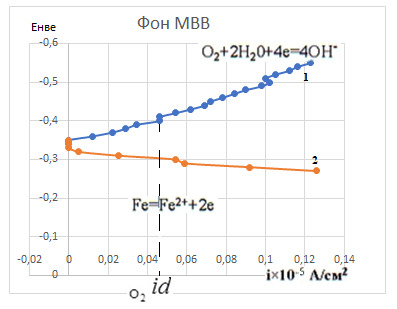 Фон МВВ
Eнве
O₂+2H₂0+4e=4OH⁻
-0,6
-0,5
-0,4
-0,3
-0,2
-0,1
0
1
2
Fe=Fe²⁺+2e
-0,02 0 0,02 0,04 0,06 0,08 0,1 0,12 0,14
i×10⁻⁵ А/см²
O₂ id